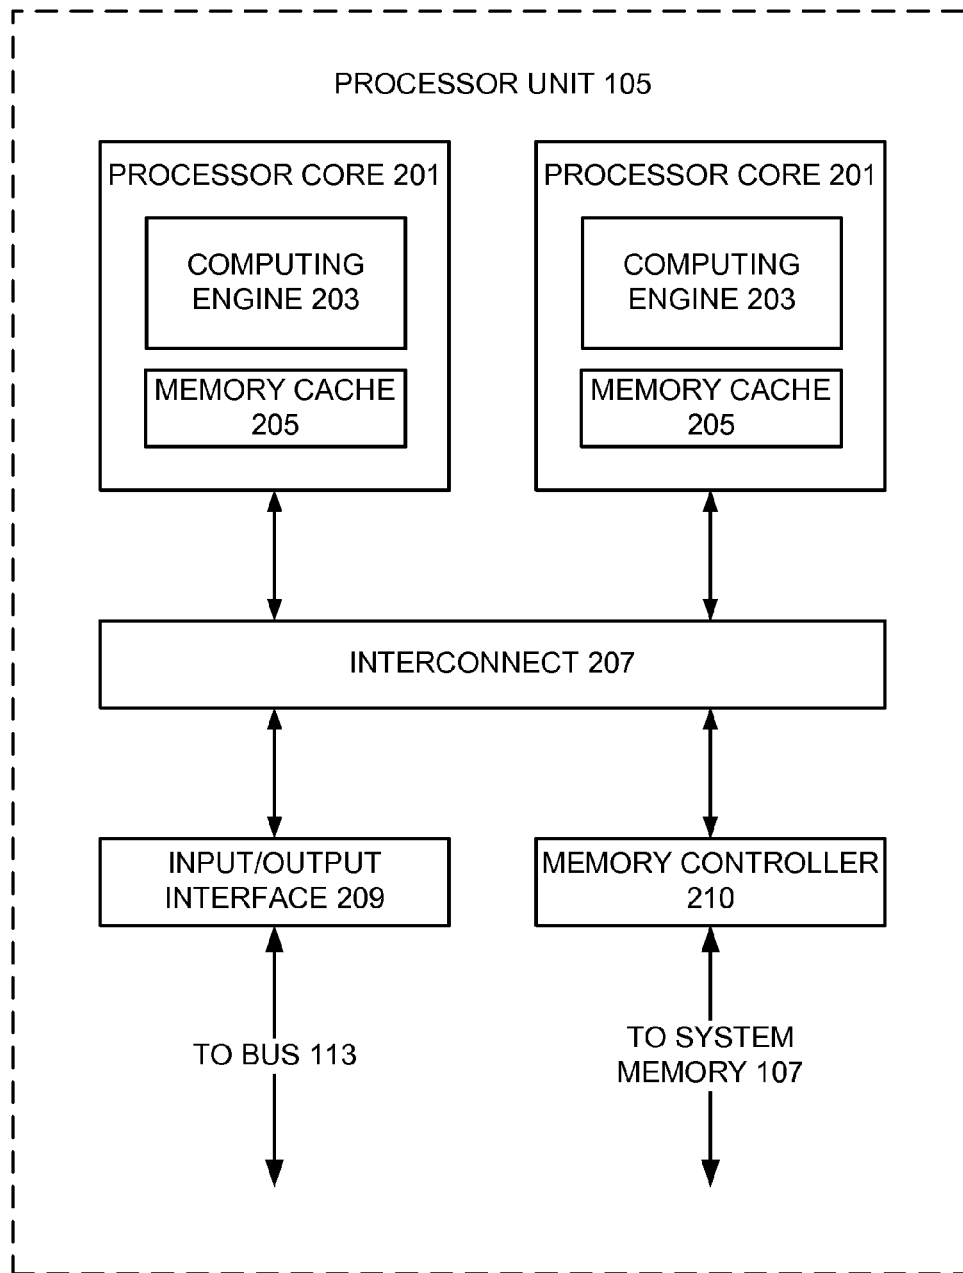 PROCESSOR UNIT 105
PROCESSOR CORE 201
COMPUTING
ENGINE 203
MEMORY CACHE
205
PROCESSOR CORE 201
COMPUTING
ENGINE 203
MEMORY CACHE
205
INTERCONNECT 207
INPUT/OUTPUT
INTERFACE 209
MEMORY CONTROLLER
210
TO BUS 113
TO SYSTEM
MEMORY 107